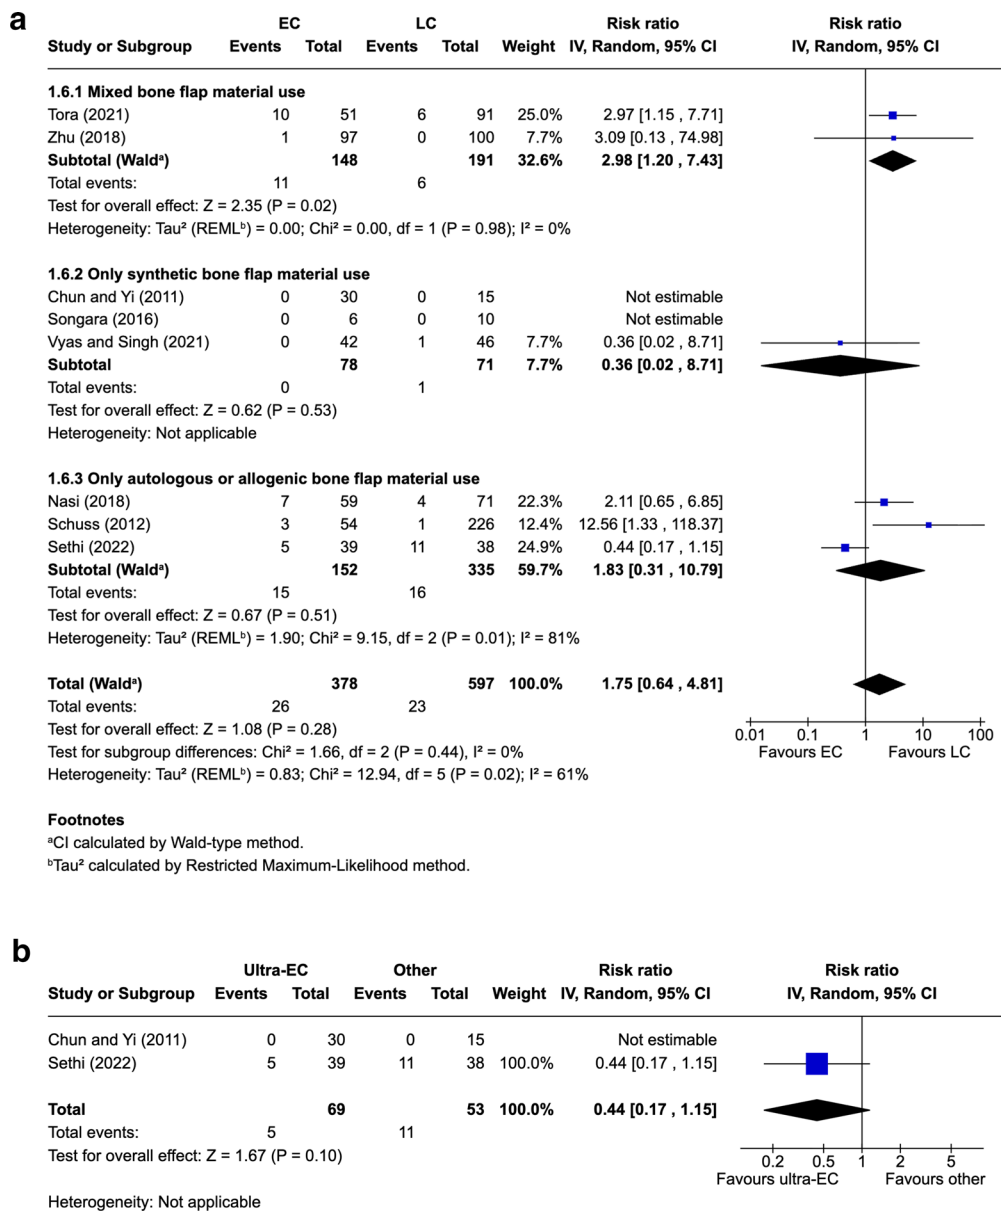 a
EC LC Risk ratio Risk ratio
Study or Subgroup Events Total Events Total Weight IV, Random, 95% CI IV, Random, 95% CI
1.6.1 Mixed bone flap material use
Tora (2021) 10 51 6 91 25.0% 2.97 [1.15 , 7.71]
Zhu (2018) 1 97 0 100 7.7% 3.09 [0.13 , 74.98]
Subtotal (Waldᵃ) 148 191 32.6% 2.98 [1.20 , 7.43]
Total events: 11 6
Test for overall effect: Z = 2.35 (P = 0.02)
Heterogeneity: Tau² (REMLᵇ) = 0.00; Chi² = 0.00, df = 1 (P = 0.98); I² = 0%
1.6.2 Only synthetic bone flap material use
Chun and Yi (2011) 0 30 0 15 Not estimable
Songara (2016) 0 6 0 10 Not estimable
Vyas and Singh (2021) 0 42 1 46 7.7% 0.36 [0.02 , 8.71]
Subtotal 78 71 7.7% 0.36 [0.02 , 8.71]
Total events: 0 1
Test for overall effect: Z = 0.62 (P = 0.53)
Heterogeneity: Not applicable
1.6.3 Only autologous or allogenic bone flap material use
Nasi (2018) 7 59 4 71 22.3% 2.11 [0.65 , 6.85]
Schuss (2012) 3 54 1 226 12.4% 12.56 [1.33 , 118.37]
Sethi (2022) 5 39 11 38 24.9% 0.44 [0.17 , 1.15]
Subtotal (Waldᵃ) 152 335 59.7% 1.83 [0.31 , 10.79]
Total events: 15 16
Test for overall effect: Z = 0.67 (P = 0.51)
Heterogeneity: Tau² (REMLᵇ) = 1.90; Chi² = 9.15, df = 2 (P = 0.01); I² = 81%
Total (Waldᵃ) 378 597 100.0% 1.75 [0.64 , 4.81]
Total events: 26 23
Test for overall effect: Z = 1.08 (P = 0.28)
Test for subgroup differences: Chi² = 1.66, df = 2 (P = 0.44), I² = 0%
Heterogeneity: Tau² (REMLᵇ) = 0.83; Chi² = 12.94, df = 5 (P = 0.02); I² = 61%
0.01 0.1 1 10 100
Favours EC Favours LC
Footnotes
ᵃCI calculated by Wald-type method.
ᵇTau² calculated by Restricted Maximum-Likelihood method.
b
Ultra-EC Other Risk ratio Risk ratio
Study or Subgroup Events Total Events Total Weight IV, Random, 95% CI IV, Random, 95% CI
Chun and Yi (2011) 0 30 0 15 Not estimable
Sethi (2022) 5 39 11 38 100.0% 0.44 [0.17 , 1.15]
Total 69 53 100.0% 0.44 [0.17 , 1.15]
Total events: 5 11
Test for overall effect: Z = 1.67 (P = 0.10)
0.2 0.5 1 2 5
Favours ultra-EC Favours other
Heterogeneity: Not applicable